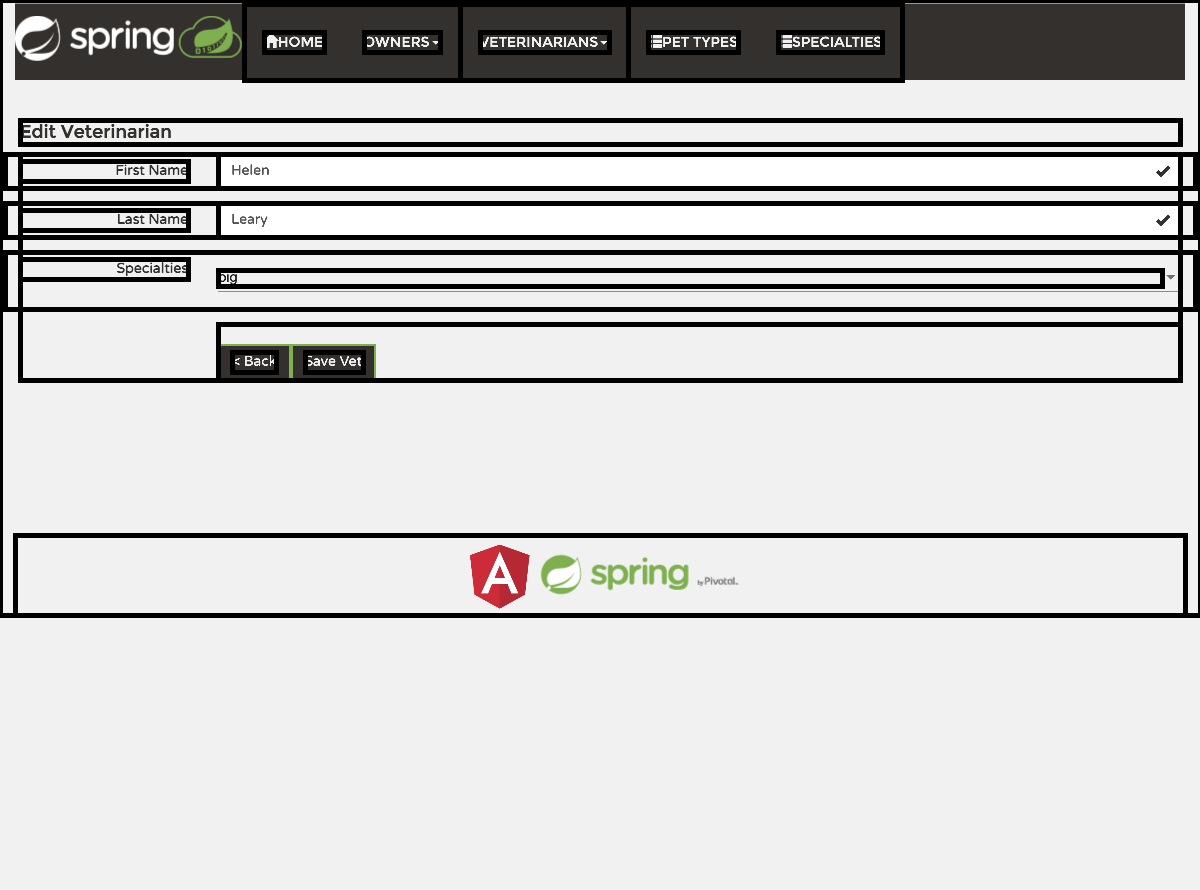 spring HOME OWNERS VETERINARIANS PET TYPES SPECIALTIES
Edit Veterinarian
First Name Helen
Last Name Leary
Specialties big
< Back Save Vet
A spring by Pivotal.